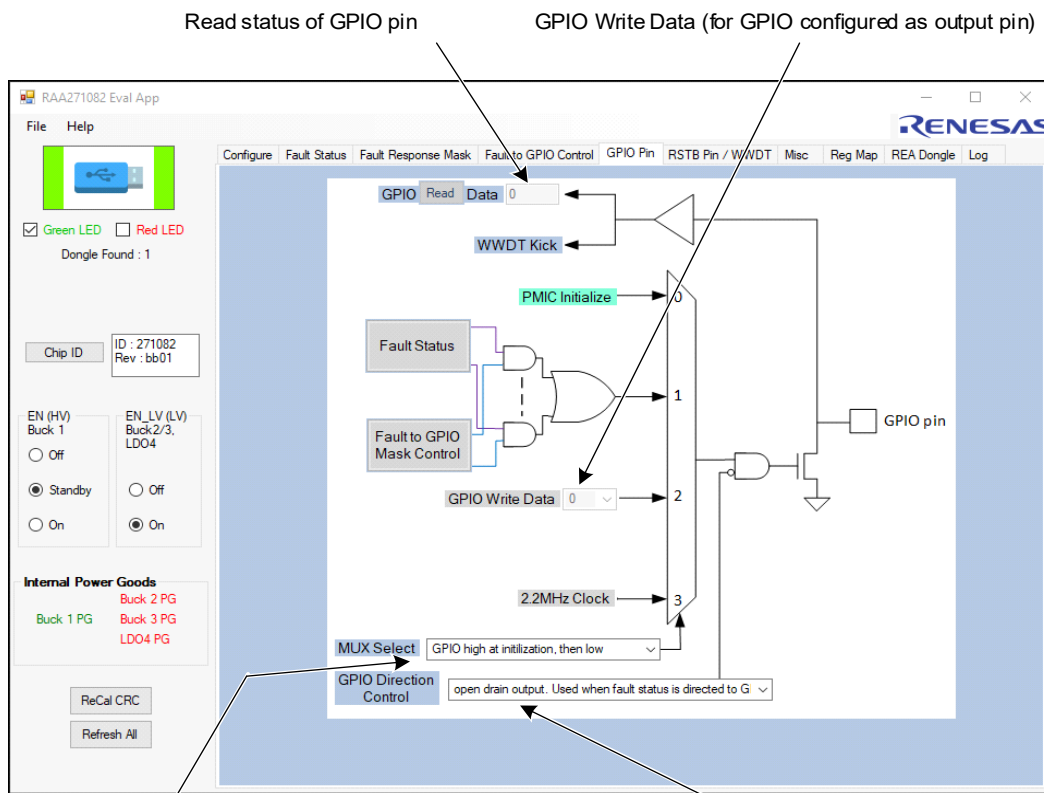 Read status of GPIO pin
GPIO Write Data (for GPIO configured as output pin)
RAA271082 Eval App
File Help
RENESAS
Configure Fault Status Fault Response Mask Fault to GPIO Control GPIO Pin RSTB Pin / WWDT Misc Reg Map REA Dongle Log
Green LED Red LED
Dongle Found : 1
Chip ID
ID : 271082
Rev : bb01
EN (HV)
Buck 1
Off
Standby
On
EN_LV (LV)
Buck2/3,
LDO4
Off
On
Internal Power Goods
Buck 1 PG
Buck 2 PG
Buck 3 PG
LDO4 PG
ReCal CRC
Refresh All
GPIO Read Data 0
WWDT Kick
PMIC Initialize
0
Fault Status
1
Fault to GPIO
Mask Control
GPIO pin
GPIO Write Data 0
2
2.2MHz Clock
3
MUX Select GPIO high at initilization, then low
GPIO Direction
Control
open drain output. Used when fault status is directed to G